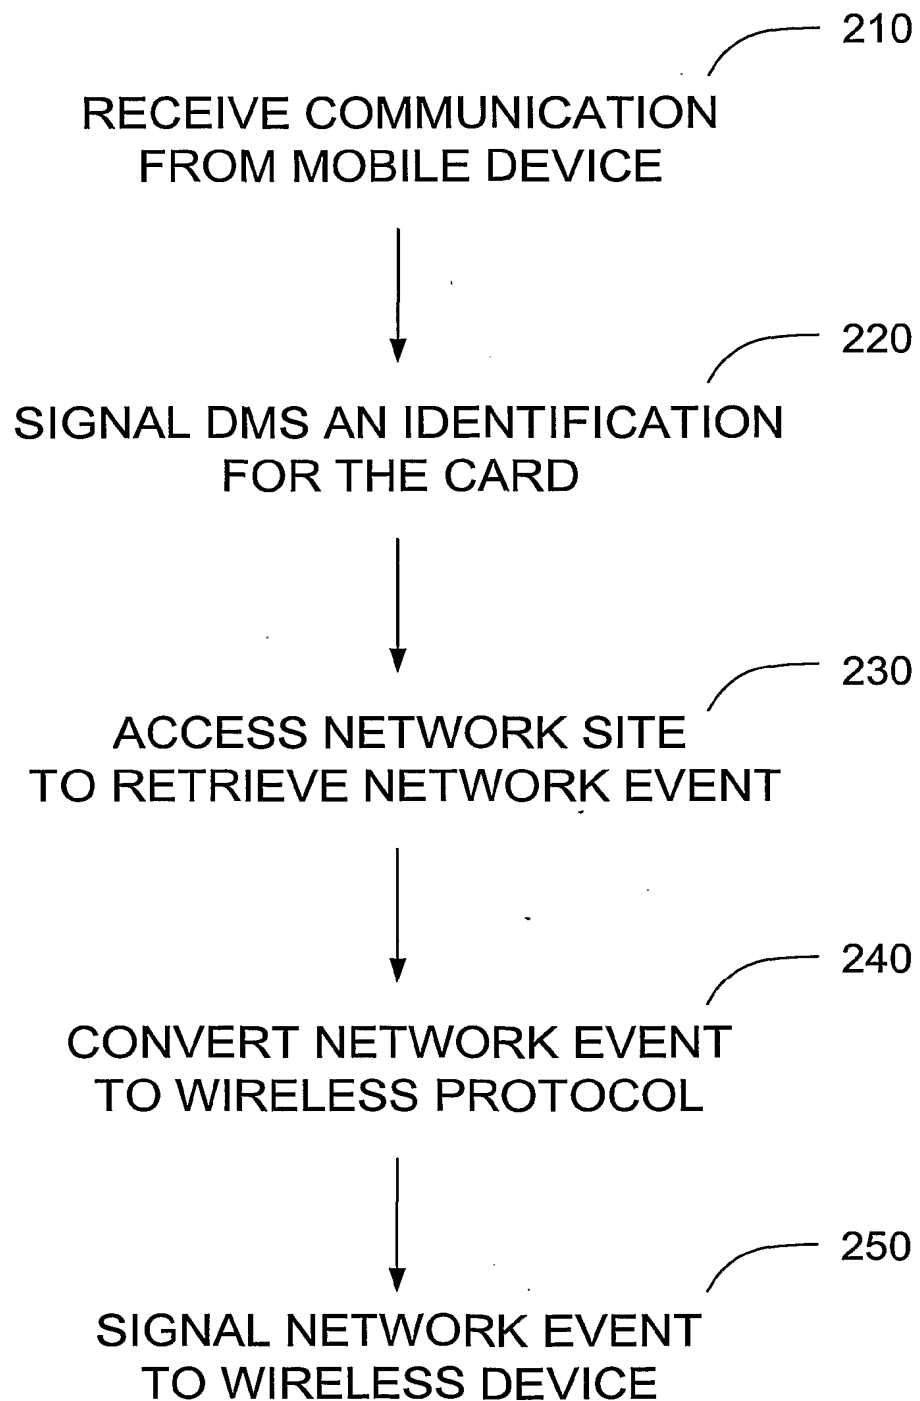 210
RECEIVE COMMUNICATION
FROM MOBILE DEVICE
220
SIGNAL DMS AN IDENTIFICATION
FOR THE CARD
230
ACCESS NETWORK SITE
TO RETRIEVE NETWORK EVENT
240
CONVERT NETWORK EVENT
TO WIRELESS PROTOCOL
250
SIGNAL NETWORK EVENT
TO WIRELESS DEVICE